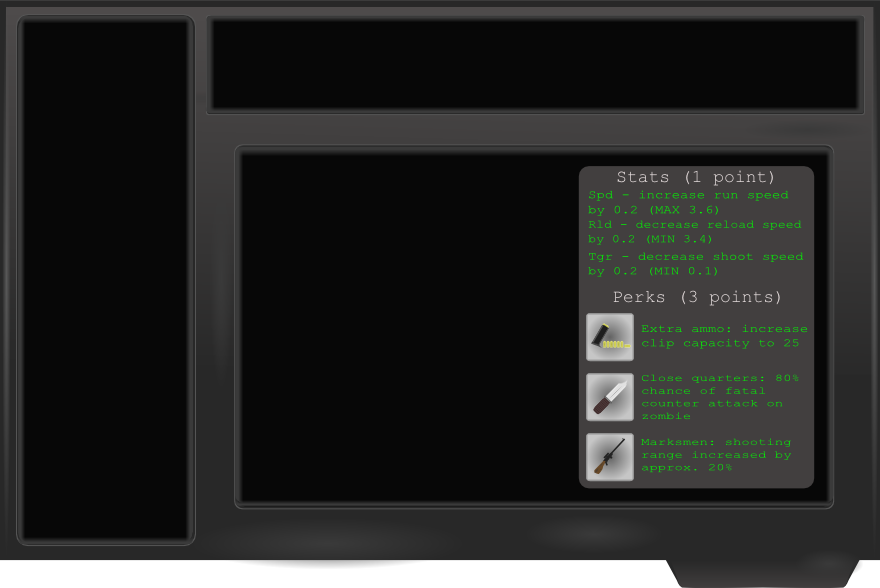 Stats (1 point)
Spd - increase run speed
by 0.2 (MAX 3.6)
Rld - decrease reload speed
by 0.2 (MIN 3.4)
Tgr - decrease shoot speed
by 0.2 (MIN 0.1)
Perks (3 points)
Extra ammo: increase
clip capacity to 25
Close quarters: 80%
chance of fatal
counter attack on
zombie
Marksmen: shooting
range increased by
approx. 20%